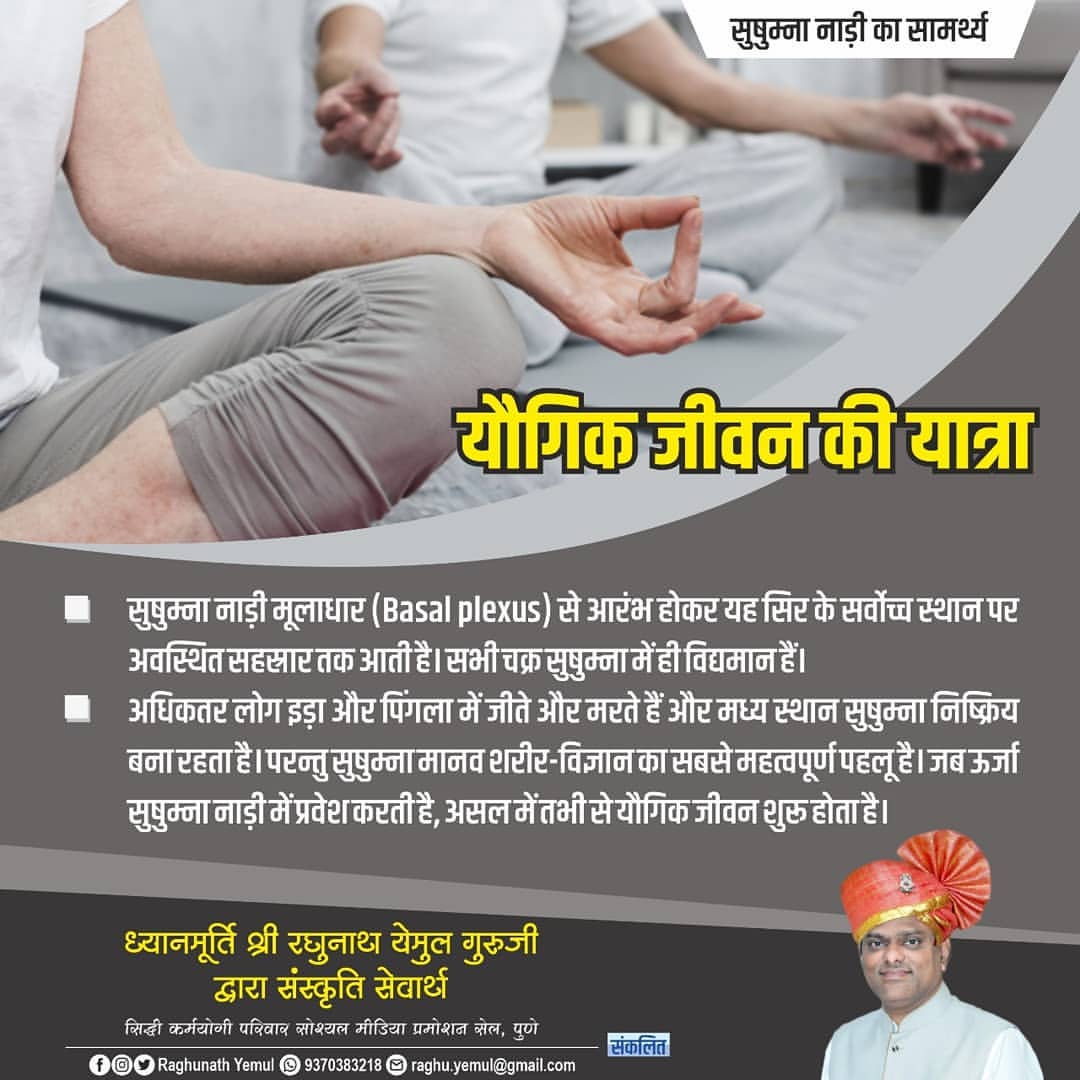 सुषुम्ना नाड़ी का सामर्थ्य
यौगिक जीवन की यात्रा
सुषुम्ना नाड़ी मूलाधार (Basal plexus) से आरंभ होकर यह सिर के सर्वोच्च स्थान पर
अवस्थित सहस्रार तक आती है। सभी चक्र सुषुम्ना में ही विद्यमान हैं।
अधिकतर लोग इड़ा और पिंगला में जीते और मरते हैं और मध्य स्थान सुषुम्ना निष्क्रिय
बना रहता है। परन्तु सुषुम्ना मानव शरीर-विज्ञान का सबसे महत्वपूर्ण पहलू है। जब ऊर्जा
सुषुम्ना नाड़ी में प्रवेश करती है, असल में तभी से यौगिक जीवन शुरू होता है।
ध्यानमूर्ति श्री रघुनाथ येमुल गुरुजी
द्वारा संस्कृति सेवार्थ
सिद्धी कर्मयोगी परिवार सोश्यल मीडिया प्रमोशन सेल, पुणे
संकलित
Raghunath Yemul 9370383218 raghu.yemul@gmail.com